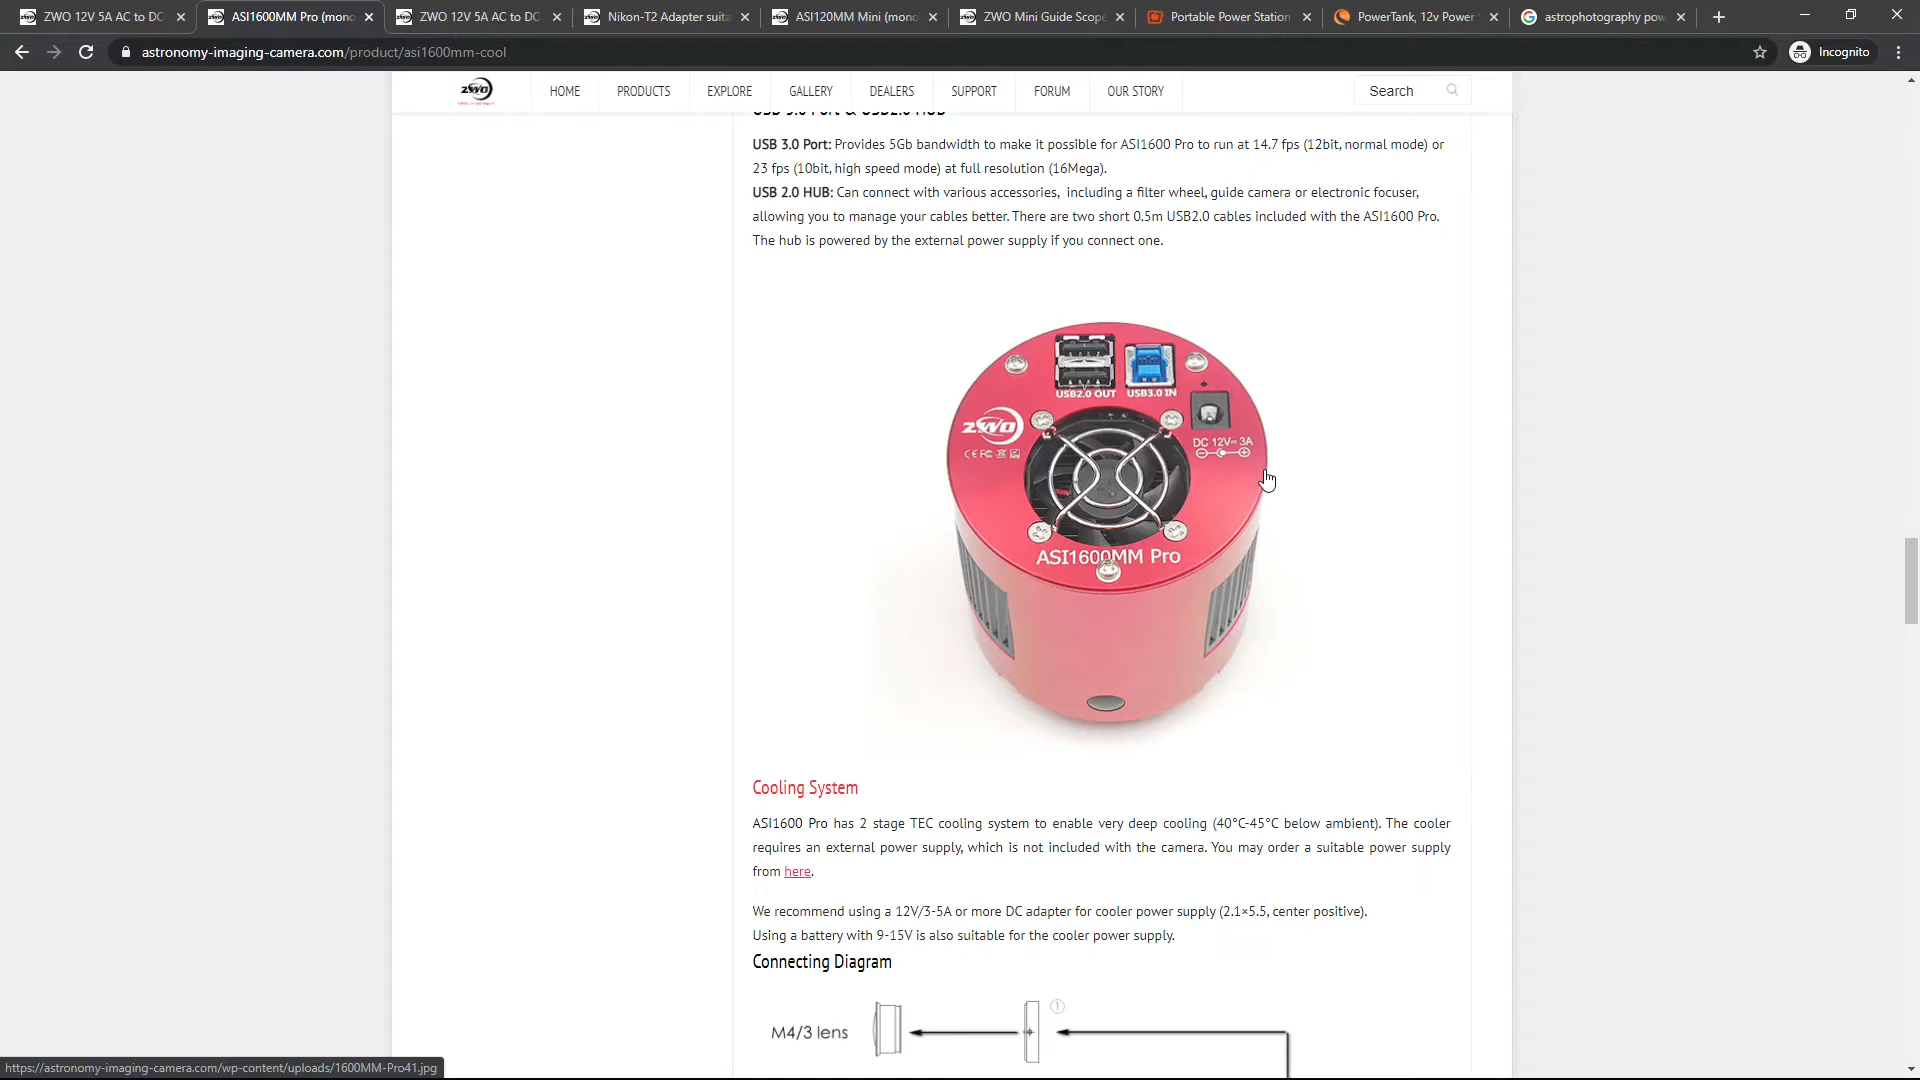 ZWO 12V 5A AC to DC
ASI1600MM Pro (mono
ZWO 12V 5A AC to DC
Nikon-T2 Adapter suita
ASI120MM Mini (mono
ZWO Mini Guide Scope
Portable Power Station
PowerTank, 12v Power
astrophotography pow
astronomy-imaging-camera.com/product/asi1600mm-cool
Incognito
ZWO
HOME
PRODUCTS
EXPLORE
GALLERY
DEALERS
SUPPORT
FORUM
OUR STORY
Search
USB 3.0 Port & USB2.0 HUB
USB 3.0 Port: Provides 5Gb bandwidth to make it possible for ASI1600 Pro to run at 14.7 fps (12bit, normal mode) or
23 fps (10bit, high speed mode) at full resolution (16Mega).
USB 2.0 HUB: Can connect with various accessories, including a filter wheel, guide camera or electronic focuser,
allowing you to manage your cables better. There are two short 0.5m USB2.0 cables included with the ASI1600 Pro.
The hub is powered by the external power supply if you connect one.
USB2.0 OUT
USB3.0 IN
ZWO
DC 12V⎓3A
ASI1600MM Pro
Cooling System
ASI1600 Pro has 2 stage TEC cooling system to enable very deep cooling (40°C-45°C below ambient). The cooler
requires an external power supply, which is not included with the camera. You may order a suitable power supply
from here.
We recommend using a 12V/3-5A or more DC adapter for cooler power supply (2.1×5.5, center positive).
Using a battery with 9-15V is also suitable for the cooler power supply.
Connecting Diagram
M4/3 lens
1
https://astronomy-imaging-camera.com/wp-content/uploads/1600MM-Pro41.jpg